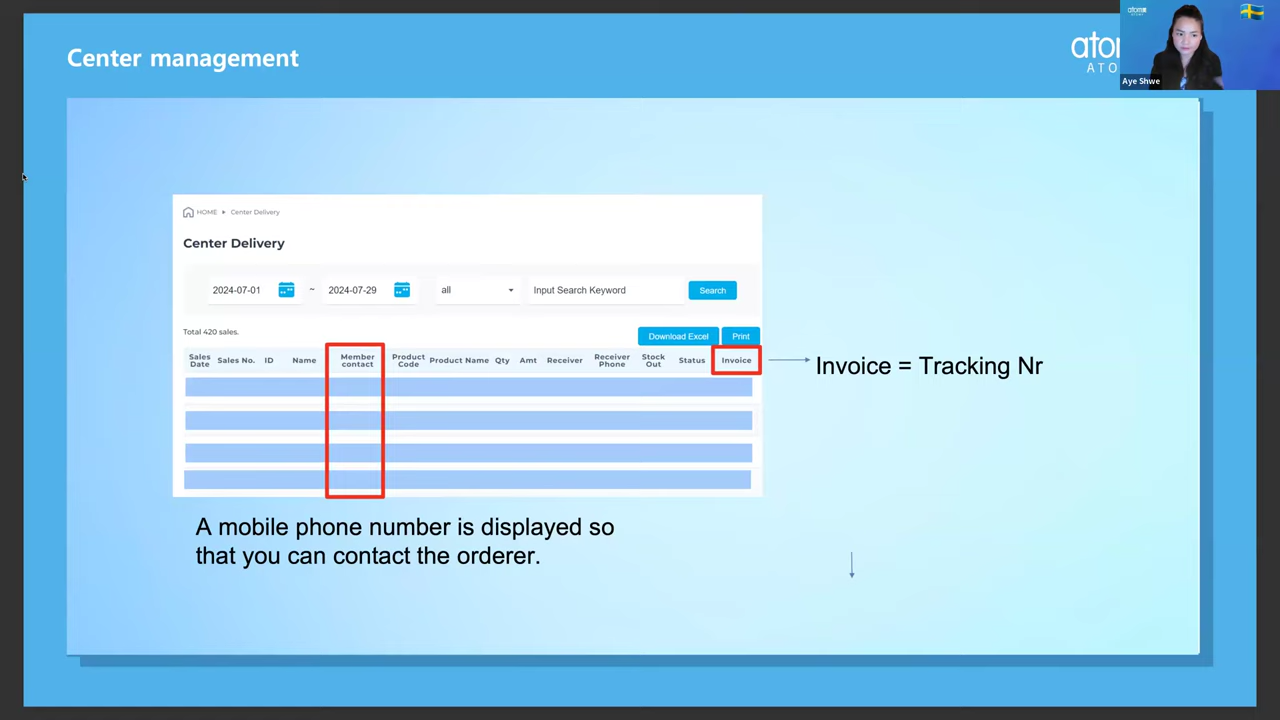 Center management
ATO
Aye Shwe
HOME ▸ Center Delivery
Center Delivery
2024-07-01 ~ 2024-07-29 all Input Search Keyword Search
Total 420 sales.
Download Excel Print
Sales Date Sales No. ID Name Member contact Product Code Product Name Qty Amt Receiver Receiver Phone Stock Out Status Invoice
Invoice = Tracking Nr
A mobile phone number is displayed so
that you can contact the orderer.